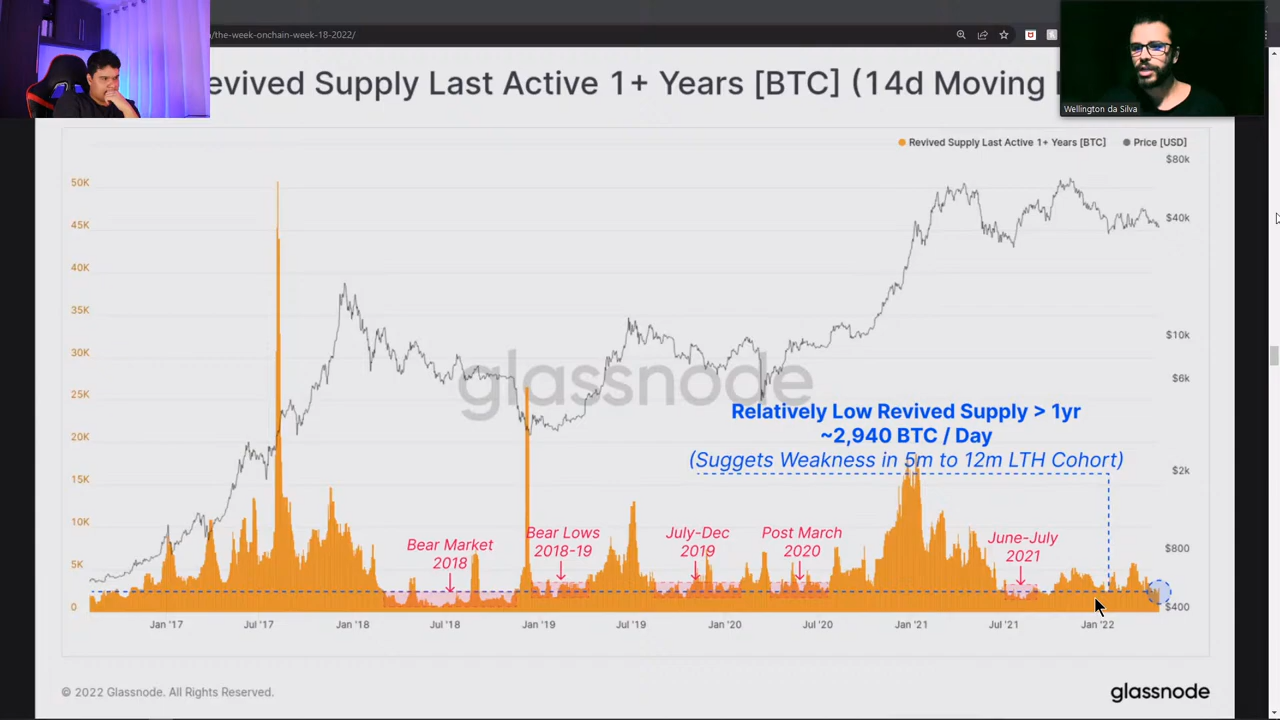 /the-week-onchain-week-18-2022/
Wellington da Silva
evived Supply Last Active 1+ Years [BTC] (14d Moving
Revived Supply Last Active 1+ Years [BTC]
Price [USD]
50K
45K
40K
35K
30K
25K
20K
15K
10K
5K
0
$80k
$40k
$10k
$6k
$2k
$800
$400
glassnode
Relatively Low Revived Supply > 1yr
~2,940 BTC / Day
(Suggets Weakness in 5m to 12m LTH Cohort)
Bear Market
2018
Bear Lows
2018-19
July-Dec
2019
Post March
2020
June-July
2021
Jan '17
Jul '17
Jan '18
Jul '18
Jan '19
Jul '19
Jan '20
Jul '20
Jan '21
Jul '21
Jan '22
© 2022 Glassnode. All Rights Reserved.
glassnode